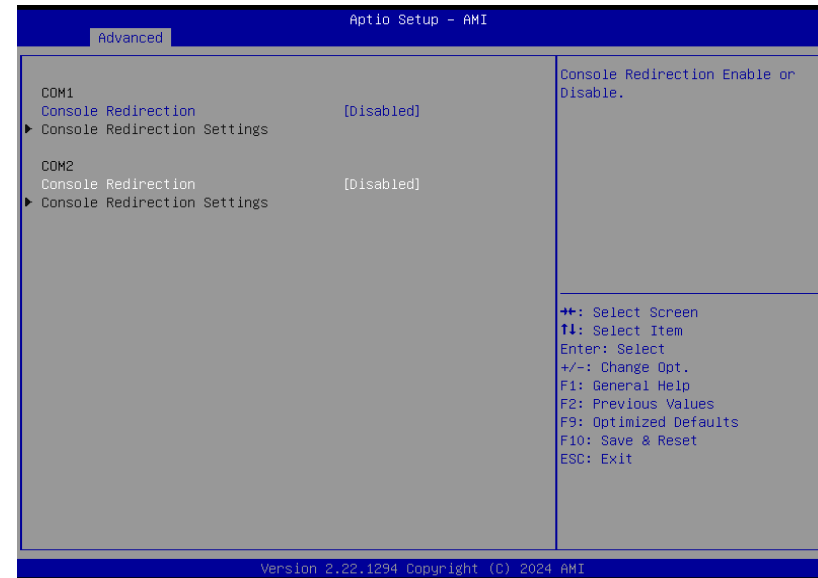 Aptio Setup – AMI
Advanced
COM1
Console Redirection [Disabled]
▶ Console Redirection Settings
COM2
Console Redirection [Disabled]
▶ Console Redirection Settings
Console Redirection Enable or
Disable.
→←: Select Screen
↑↓: Select Item
Enter: Select
+/-: Change Opt.
F1: General Help
F2: Previous Values
F9: Optimized Defaults
F10: Save & Reset
ESC: Exit
Version 2.22.1294 Copyright (C) 2024 AMI